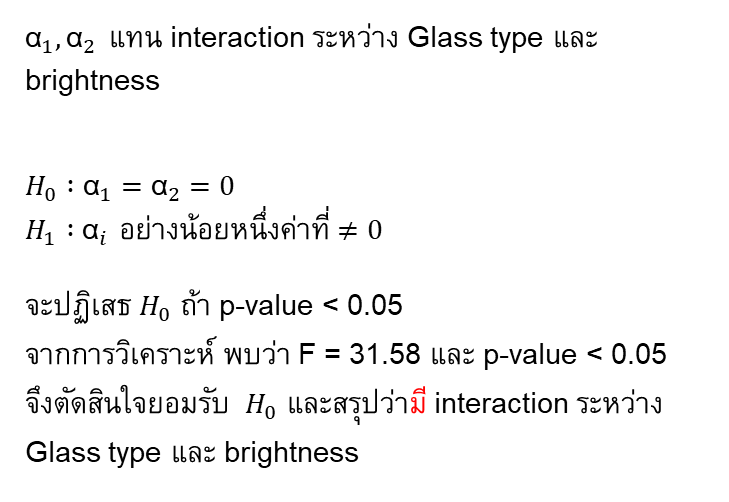 α₁, α₂ แทน interaction ระหว่าง Glass type และ
brightness
H₀ : α₁ = α₂ = 0
H₁ : αᵢ อย่างน้อยหนึ่งค่าที่ ≠ 0
จะปฏิเสธ H₀ ถ้า p-value < 0.05
จากการวิเคราะห์ พบว่า F = 31.58 และ p-value < 0.05
จึงตัดสินใจยอมรับ H₀ และสรุปว่ามี interaction ระหว่าง
Glass type และ brightness